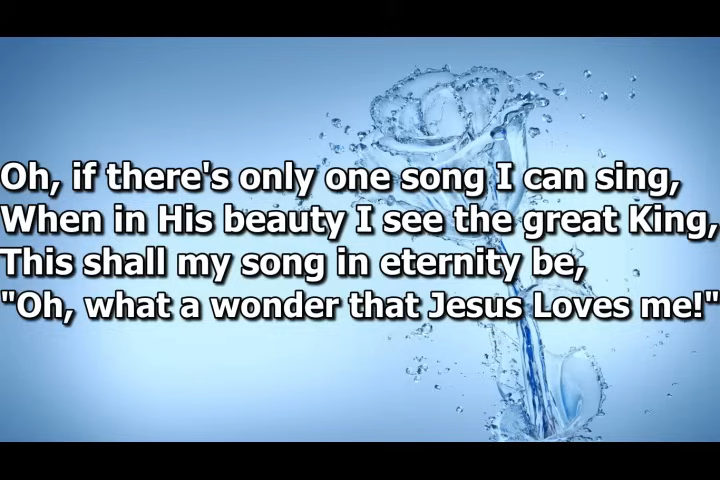 Oh, if there's only one song I can sing,
When in His beauty I see the great King,
This shall my song in eternity be,
"Oh, what a wonder that Jesus Loves me!"